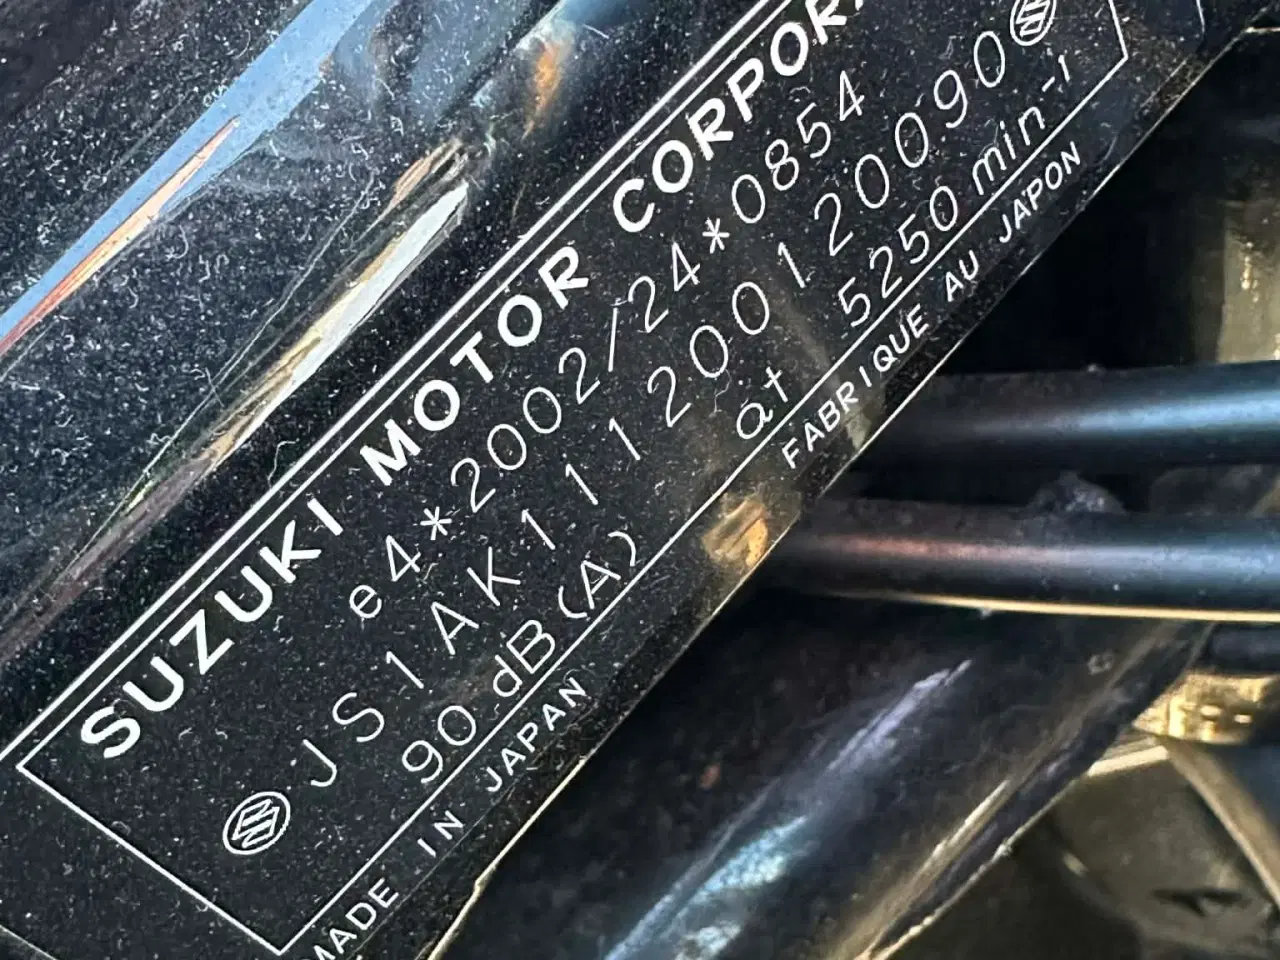 SUZUKI MOTOR CORPORA
e4*2002/24*0854
JS1AK111200120090
90 dB(A) at 5250 min⁻¹
MADE IN JAPAN FABRIQUE AU JAPON